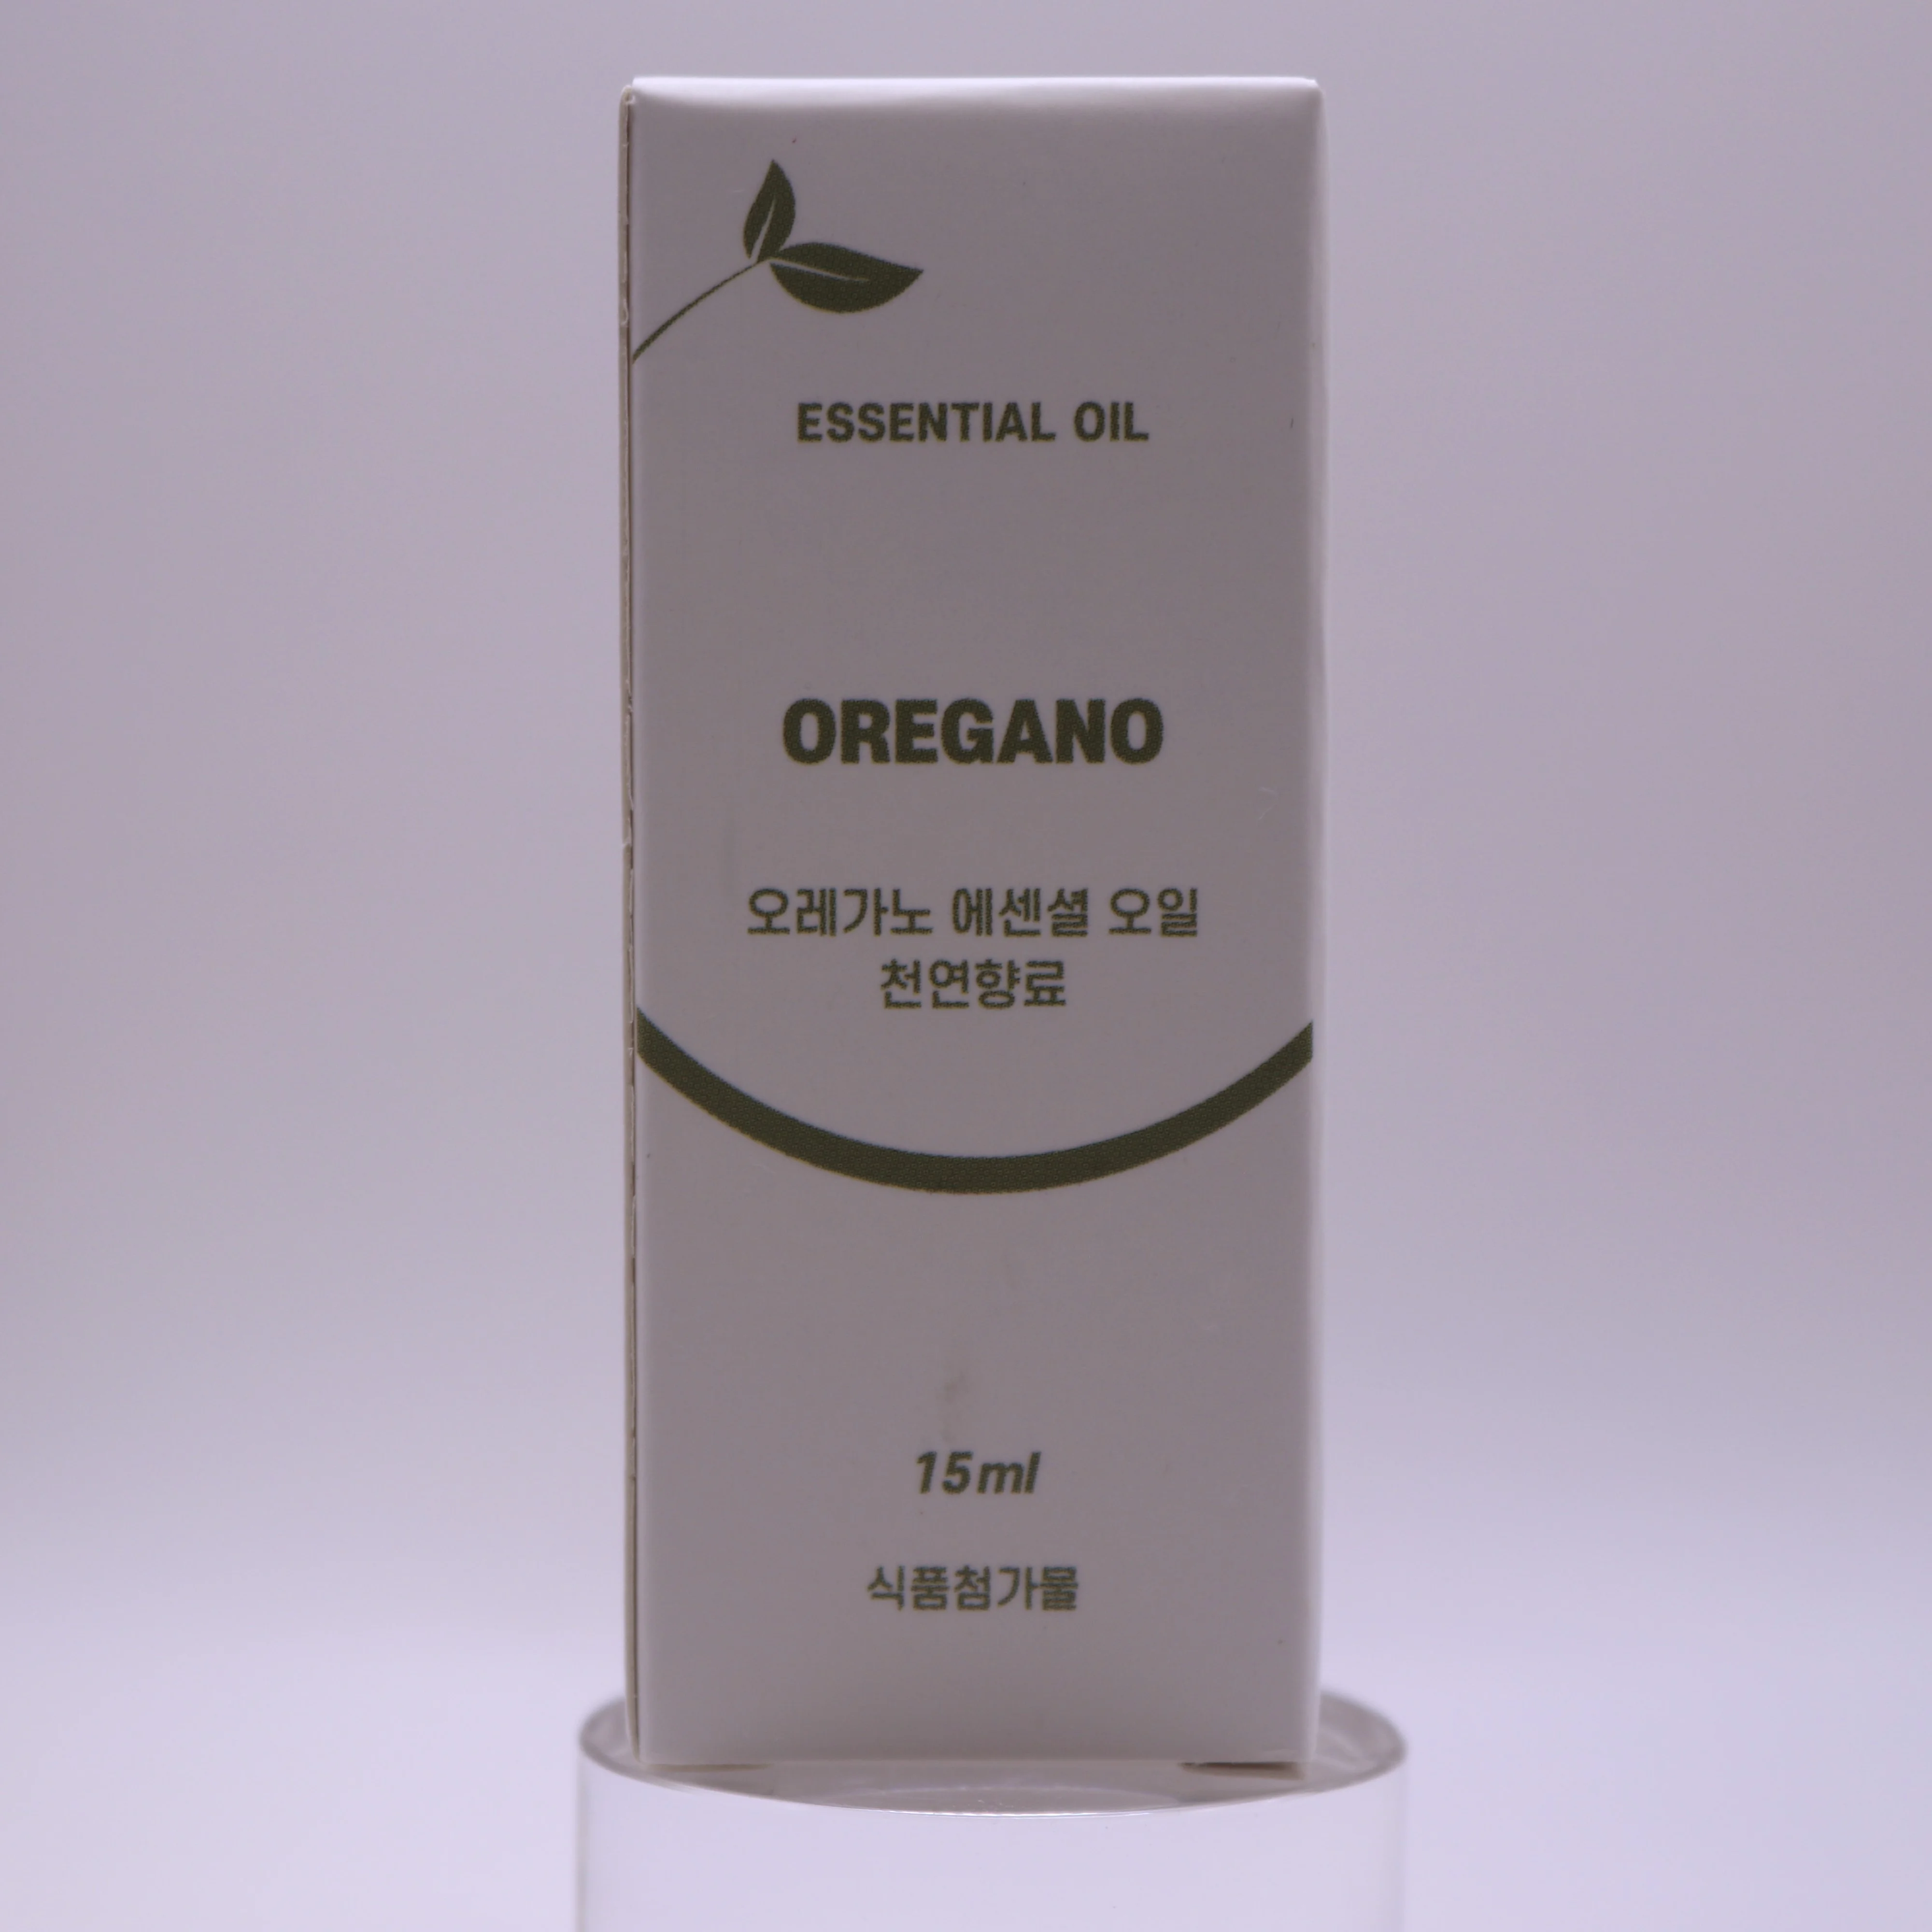 ESSENTIAL OIL
OREGANO
오레가노 에센셜 오일
천연향료
15ml
식품첨가물